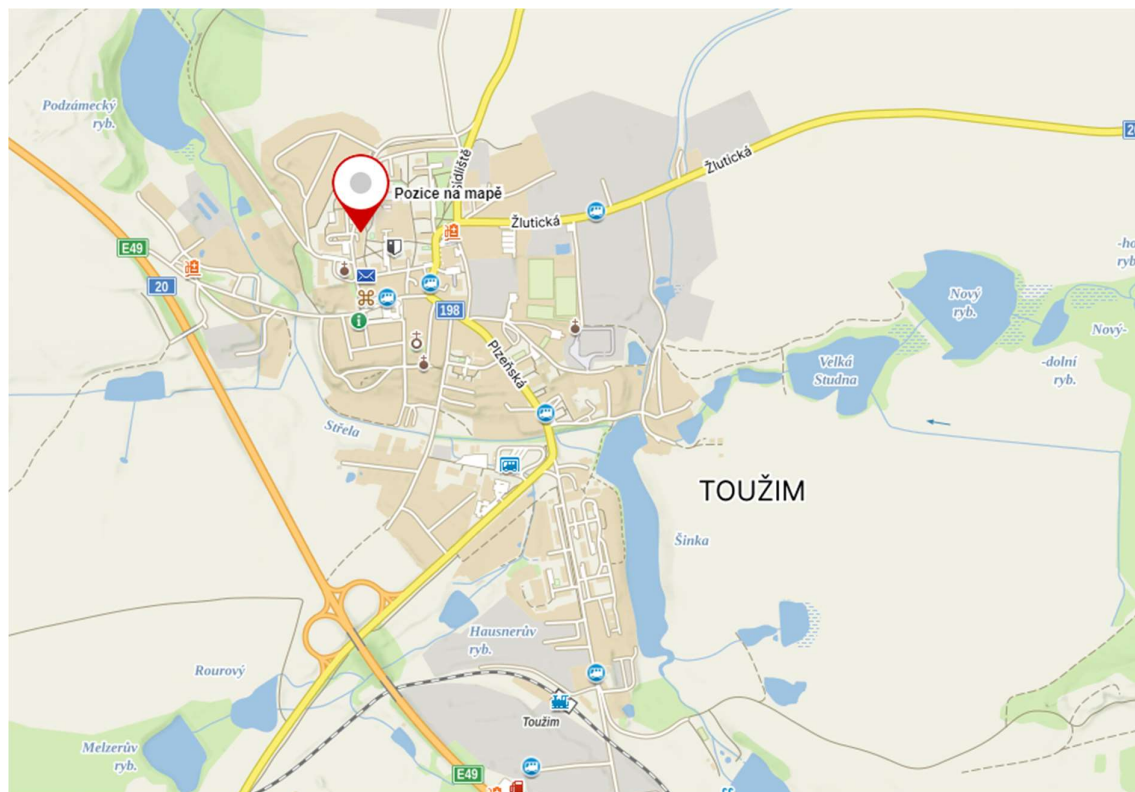 Podzámecký
ryb.
Sídliště
Žlutická
2
Pozice na mapě
Žlutická
E49
20
198
Plzeňská
Nový
ryb.
Nový-
-dolní
ryb.
Velká
Studna
Střela
TOUŽIM
Šinka
Hausnerův
ryb.
Rourový
Toužim
Melzerův
ryb.
E49